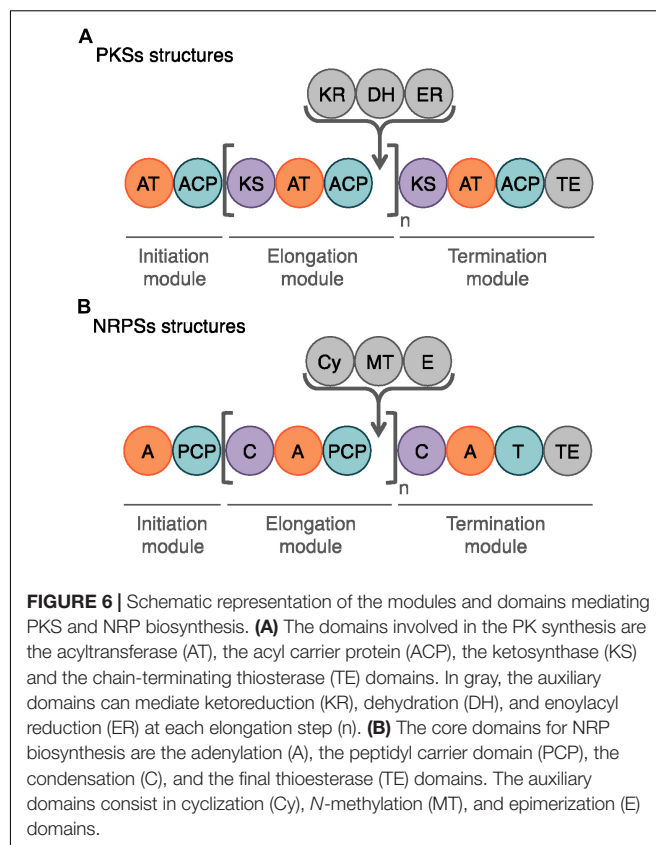 A
PKSs structures
KR DH ER
AT ACP KS AT ACP KS AT ACP TE
n
Initiation module
Elongation module
Termination module
B
NRPSs structures
Cy MT E
A PCP C A PCP C A T TE
n
Initiation module
Elongation module
Termination module
FIGURE 6 | Schematic representation of the modules and domains mediating
PKS and NRP biosynthesis. (A) The domains involved in the PK synthesis are
the acyltransferase (AT), the acyl carrier protein (ACP), the ketosynthase (KS)
and the chain-terminating thiosterase (TE) domains. In gray, the auxiliary
domains can mediate ketoreduction (KR), dehydration (DH), and enoylacyl
reduction (ER) at each elongation step (n). (B) The core domains for NRP
biosynthesis are the adenylation (A), the peptidyl carrier domain (PCP), the
condensation (C), and the final thioesterase (TE) domains. The auxiliary
domains consist in cyclization (Cy), N-methylation (MT), and epimerization (E)
domains.